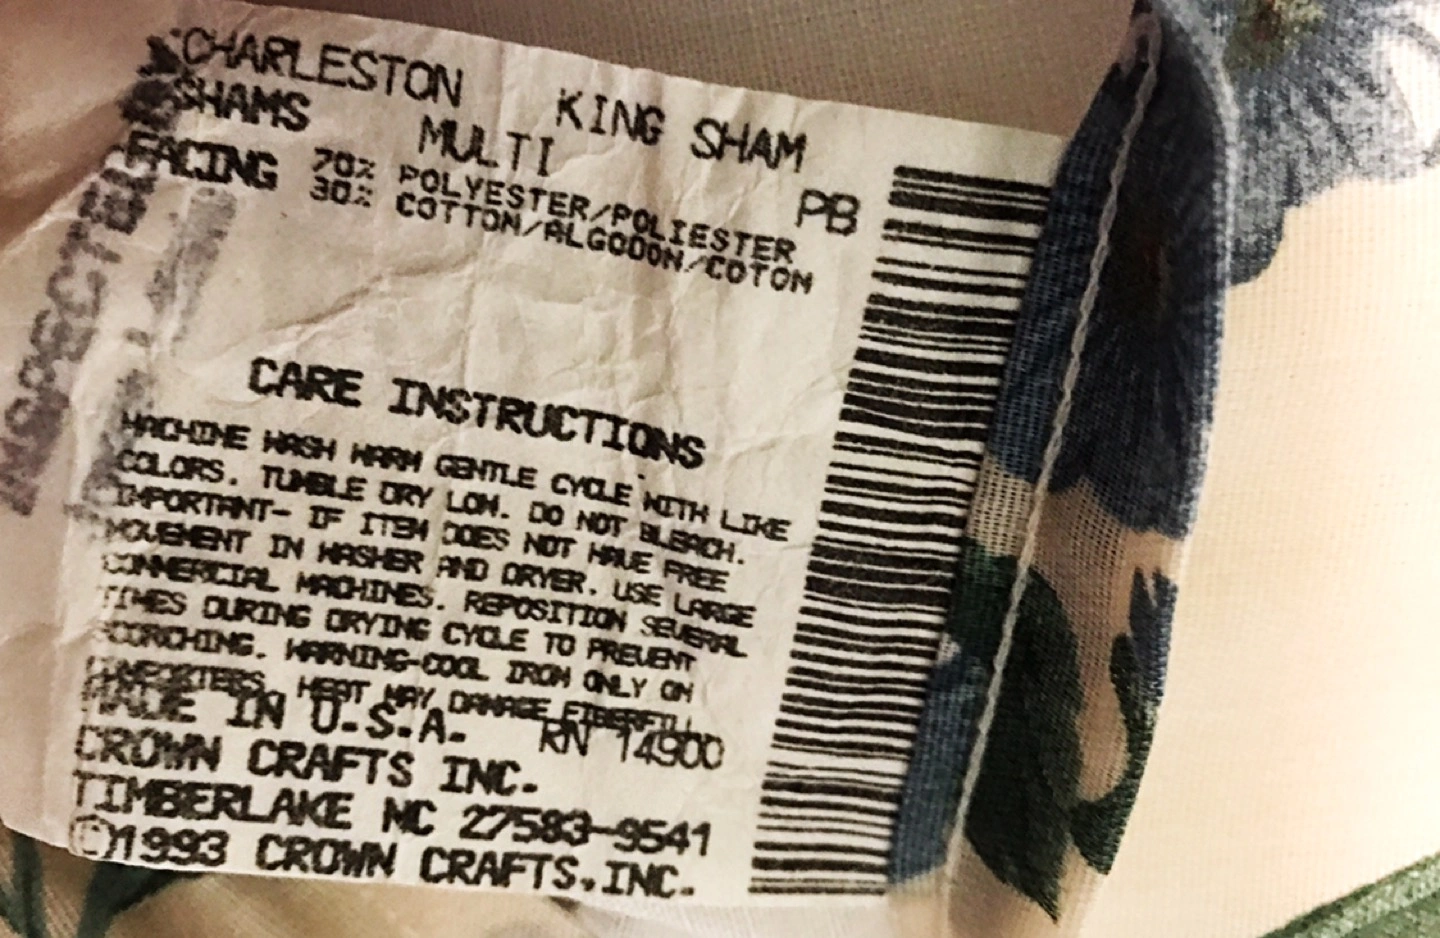 CHARLESTON KING SHAM
SHAMS MULTI
FACING 70% POLYESTER/POLIESTER PB
30% COTTON/ALGODON/COTON
INSPECTED
CARE INSTRUCTIONS
MACHINE WASH WARM GENTLE CYCLE WITH LIKE
COLORS. TUMBLE DRY LOW. DO NOT BLEACH.
IMPORTANT- IF ITEM DOES NOT HAVE FREE
MOVEMENT IN WASHER AND DRYER. USE LARGE
COMMERICIAL MACHINES. REPOSITION SEVERAL
TIMES DURING DRYING CYCLE TO PREVENT
SCORCHING. WARNING-COOL IRON ONLY ON
COMFORTERS. HEAT MAY DAMAGE FIBERFILL
MADE IN U.S.A. RN 14900
CROWN CRAFTS INC.
TIMBERLAKE NC 27583-9541
©1993 CROWN CRAFTS,INC.